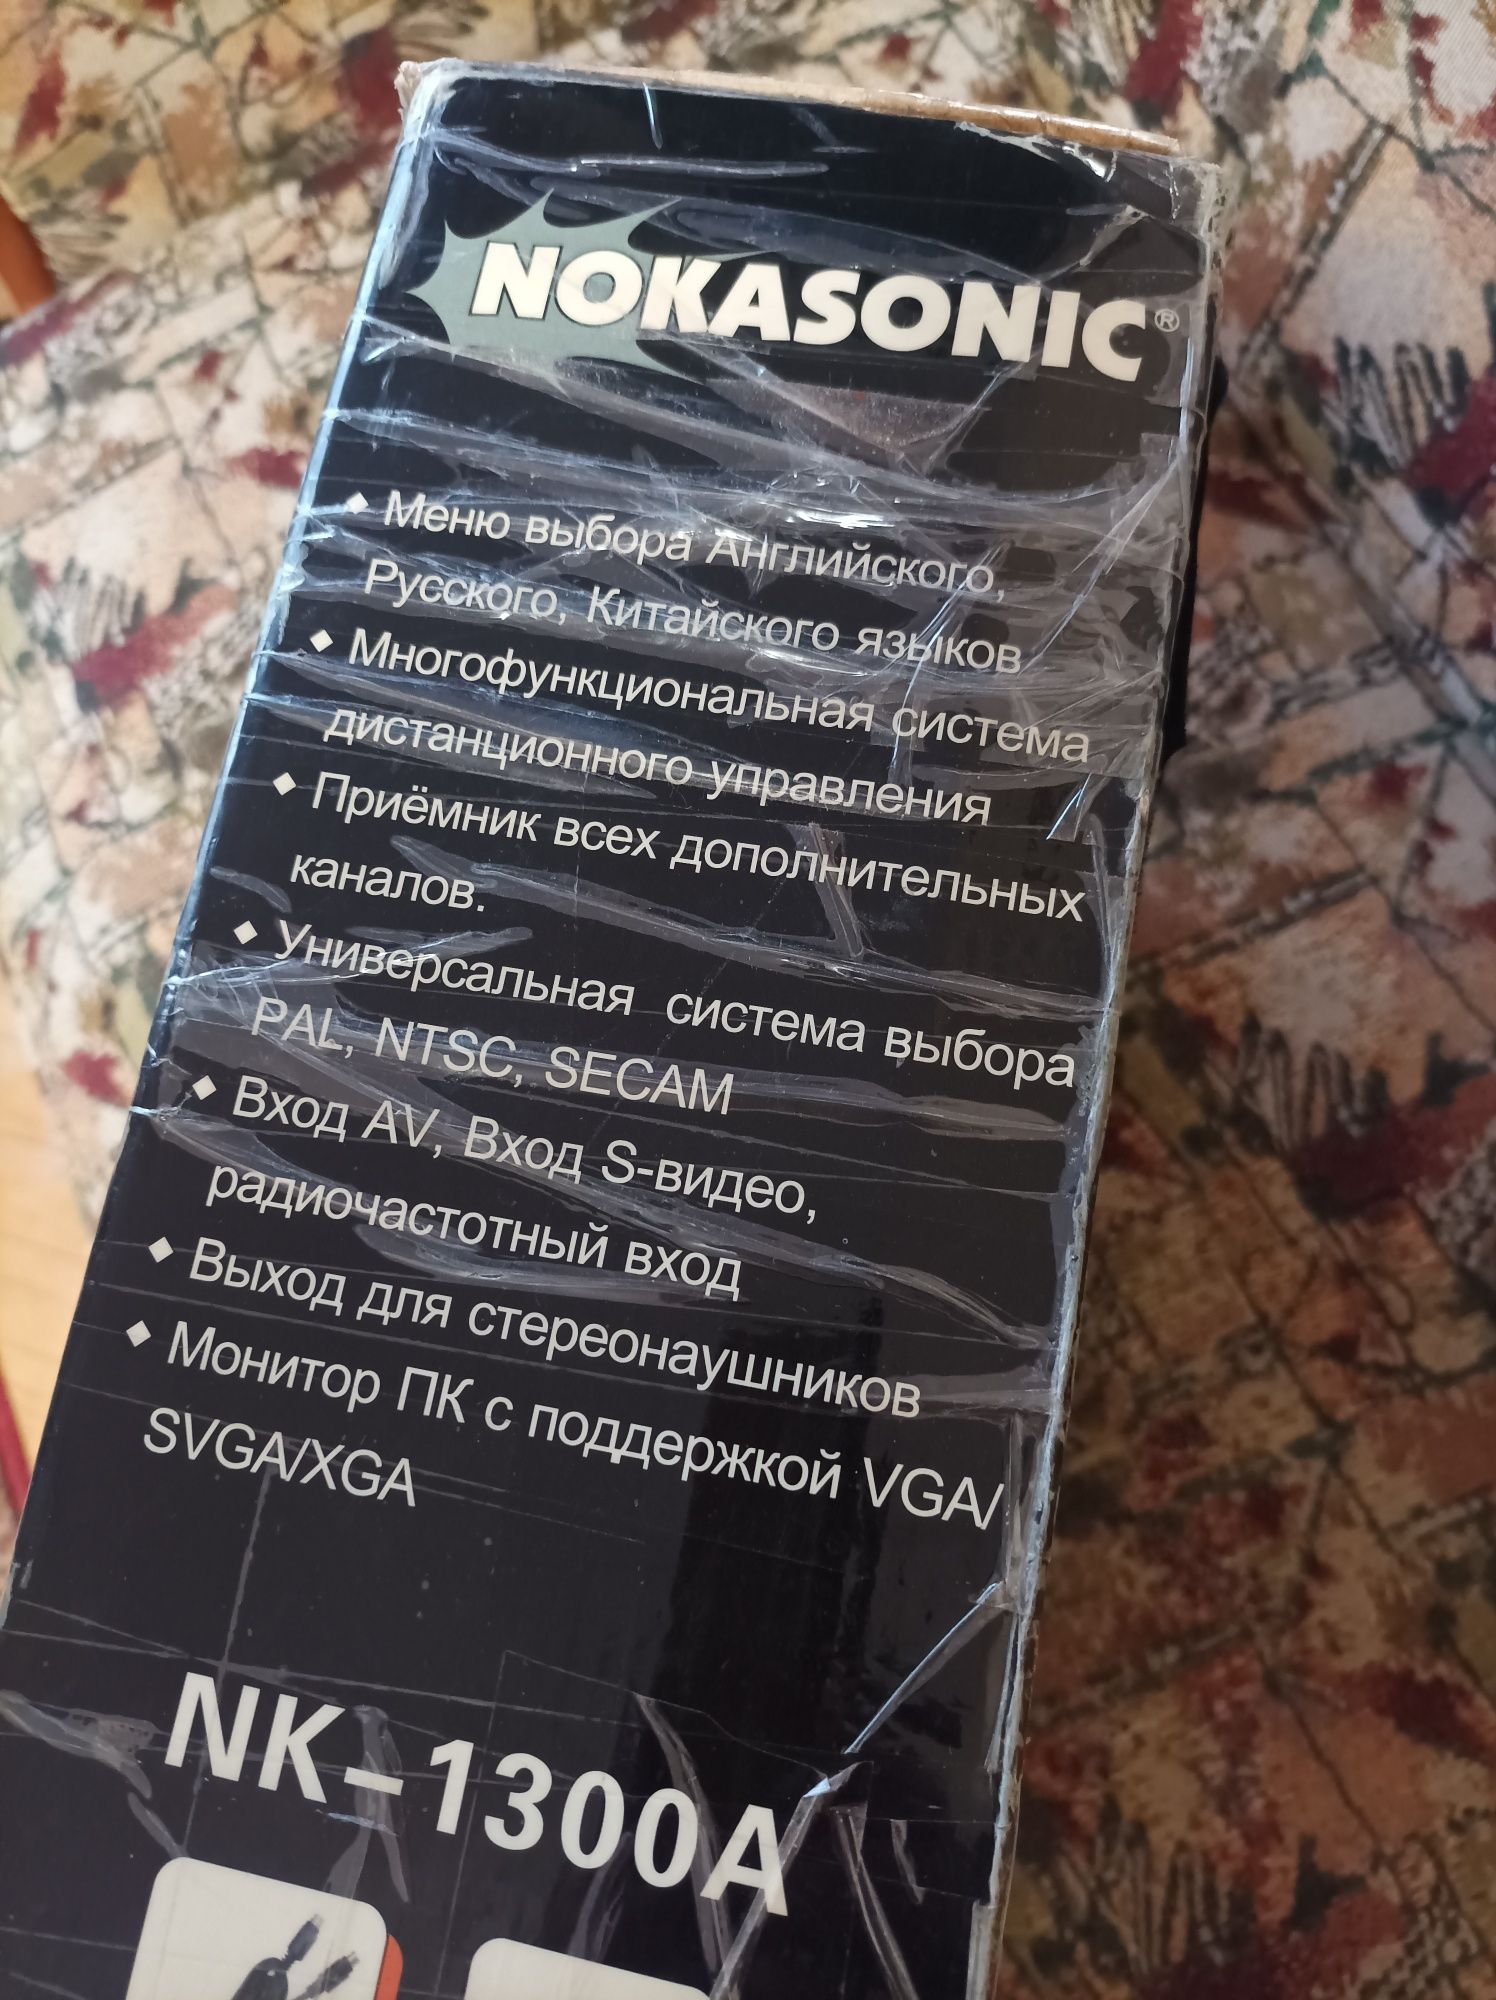 NOKASONIC®
◆ Меню выбора Английского,
Русского, Китайского языков
◆ Многофункциональная система
дистанционного управления
◆ Приёмник всех дополнительных
каналов.
◆ Универсальная система выбора
PAL, NTSC, SECAM
◆ Вход AV, Вход S-видео,
радиочастотный вход
◆ Выход для стереонаушников
◆ Монитор ПК с поддержкой VGA/
SVGA/XGA
NK-1300A